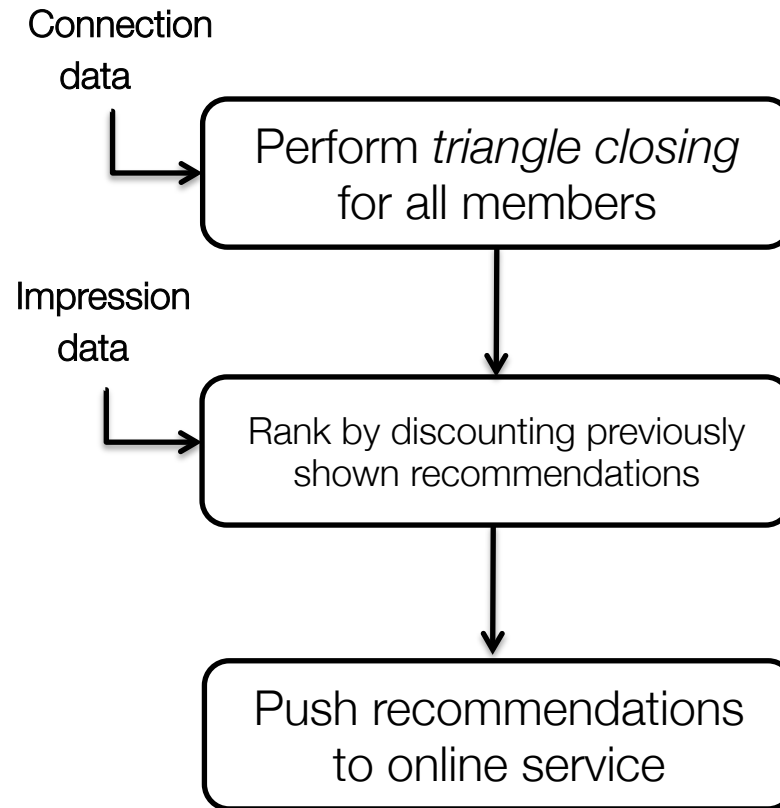 Connection
data
Perform triangle closing
for all members
Impression
data
Rank by discounting previously
shown recommendations
Push recommendations
to online service